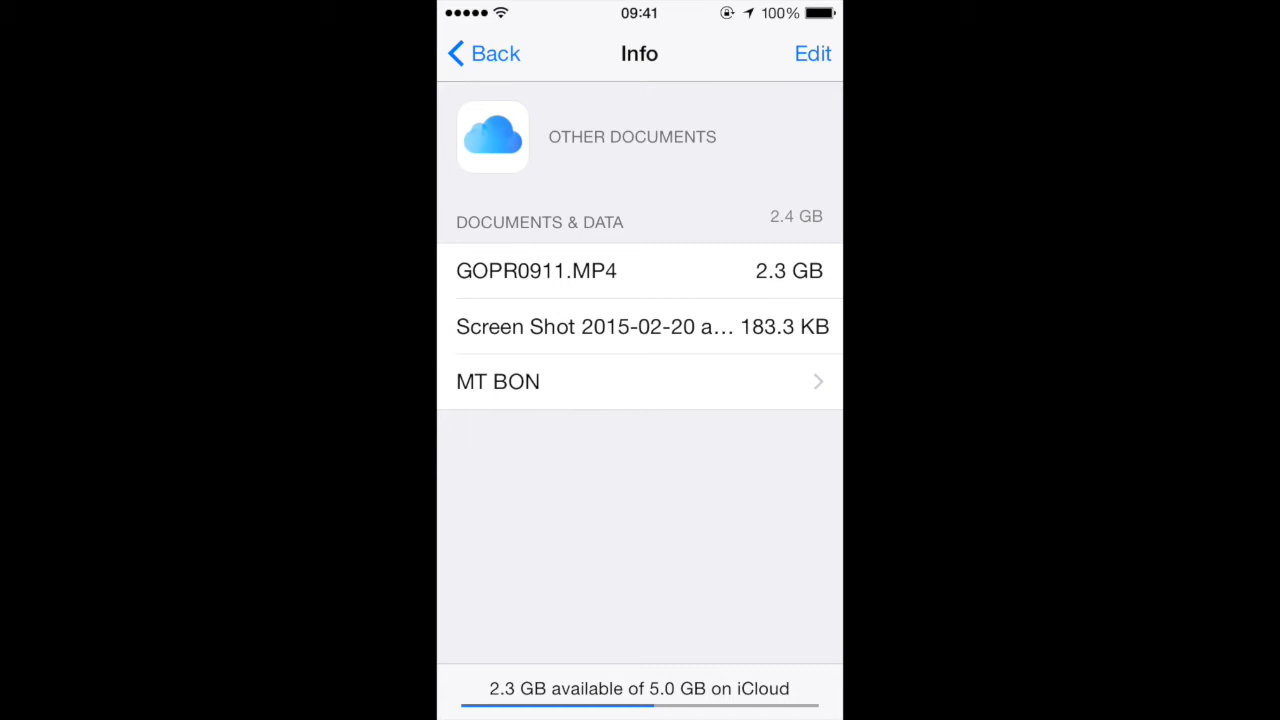 09:41 100%
Back Info Edit
OTHER DOCUMENTS
DOCUMENTS & DATA 2.4 GB
GOPR0911.MP4 2.3 GB
Screen Shot 2015-02-20 a... 183.3 KB
MT BON
2.3 GB available of 5.0 GB on iCloud